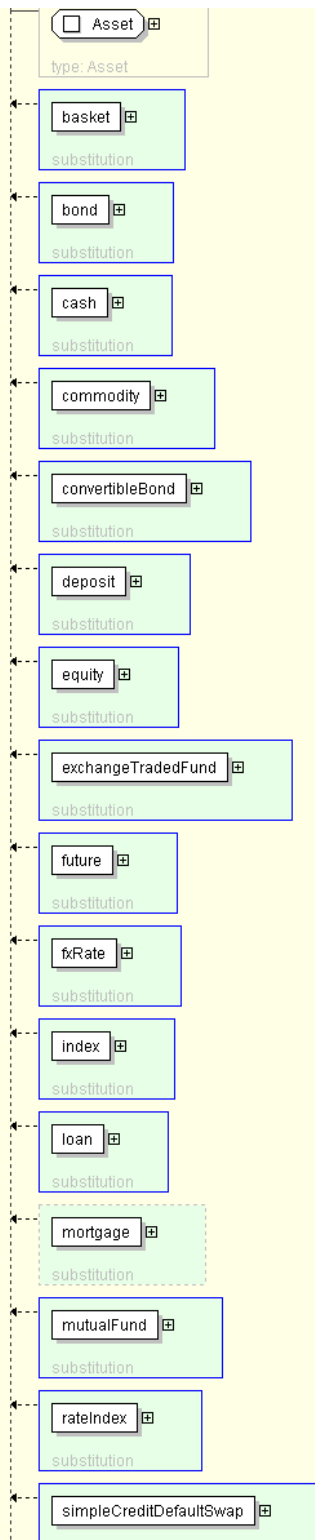 Asset
type: Asset
basket
substitution
bond
substitution
cash
substitution
commodity
substitution
convertibleBond
substitution
deposit
substitution
equity
substitution
exchangeTradedFund
substitution
future
substitution
fxRate
substitution
index
substitution
loan
substitution
mortgage
substitution
mutualFund
substitution
rateIndex
substitution
simpleCreditDefaultSwap